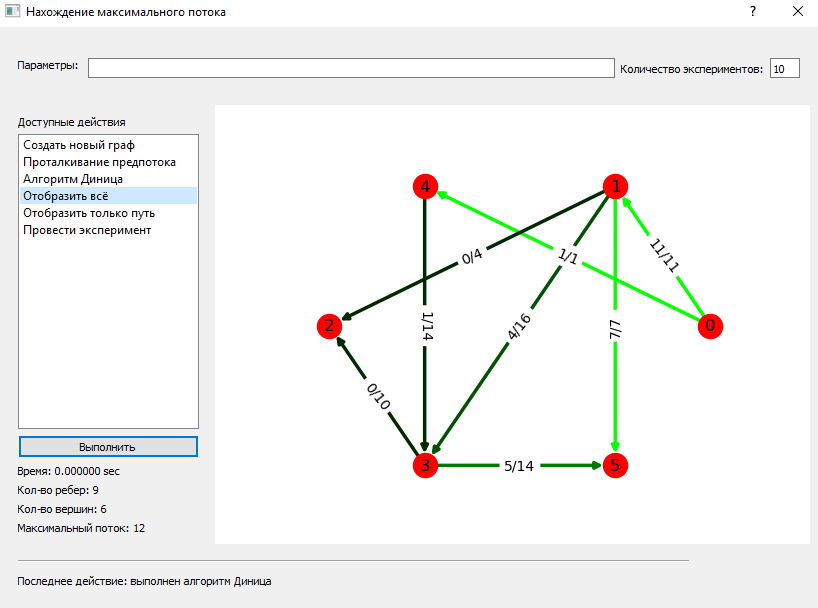 Нахождение максимального потока
?
Параметры:
Количество экспериментов: 10
Доступные действия
Создать новый граф
Проталкивание предпотока
Алгоритм Диница
Отобразить всё
Отобразить только путь
Провести эксперимент
4
1
0/4
1/1
11/11
2
1/14
4/16
7/7
0
0/10
3
5/14
5
Выполнить
Время: 0.000000 sec
Кол-во ребер: 9
Кол-во вершин: 6
Максимальный поток: 12
Последнее действие: выполнен алгоритм Диница